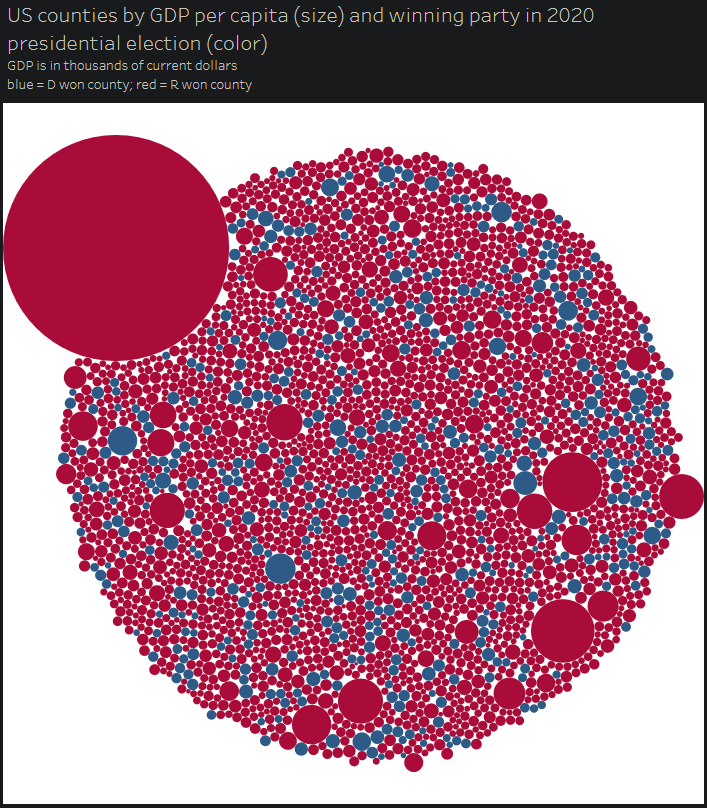 US counties by GDP per capita (size) and winning party in 2020
presidential election (color)
GDP is in thousands of current dollars
blue = D won county; red = R won county